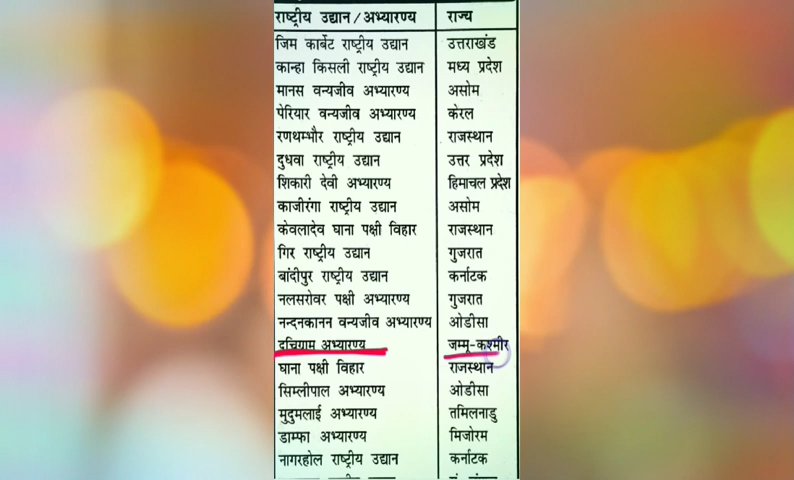 राष्ट्रीय उद्यान/अभ्यारण्य राज्य
जिम कार्बेट राष्ट्रीय उद्यान उत्तराखंड
कान्हा किसली राष्ट्रीय उद्यान मध्य प्रदेश
मानस वन्यजीव अभ्यारण्य असोम
पेरियार वन्यजीव अभ्यारण्य केरल
रणथम्भौर राष्ट्रीय उद्यान राजस्थान
दुधवा राष्ट्रीय उद्यान उत्तर प्रदेश
शिकारी देवी अभ्यारण्य हिमाचल प्रदेश
काजीरंगा राष्ट्रीय उद्यान असोम
केवलादेव घाना पक्षी विहार राजस्थान
गिर राष्ट्रीय उद्यान गुजरात
बांदीपुर राष्ट्रीय उद्यान कर्नाटक
नलसरोवर पक्षी अभ्यारण्य गुजरात
नन्दनकानन वन्यजीव अभ्यारण्य ओडीसा
दचिग्राम अभ्यारण्य जम्मू-कश्मीर
घाना पक्षी विहार राजस्थान
सिम्लीपाल अभ्यारण्य ओडीसा
मुदुमलाई अभ्यारण्य तमिलनाडु
डाम्फा अभ्यारण्य मिजोरम
नागरहोल राष्ट्रीय उद्यान कर्नाटक